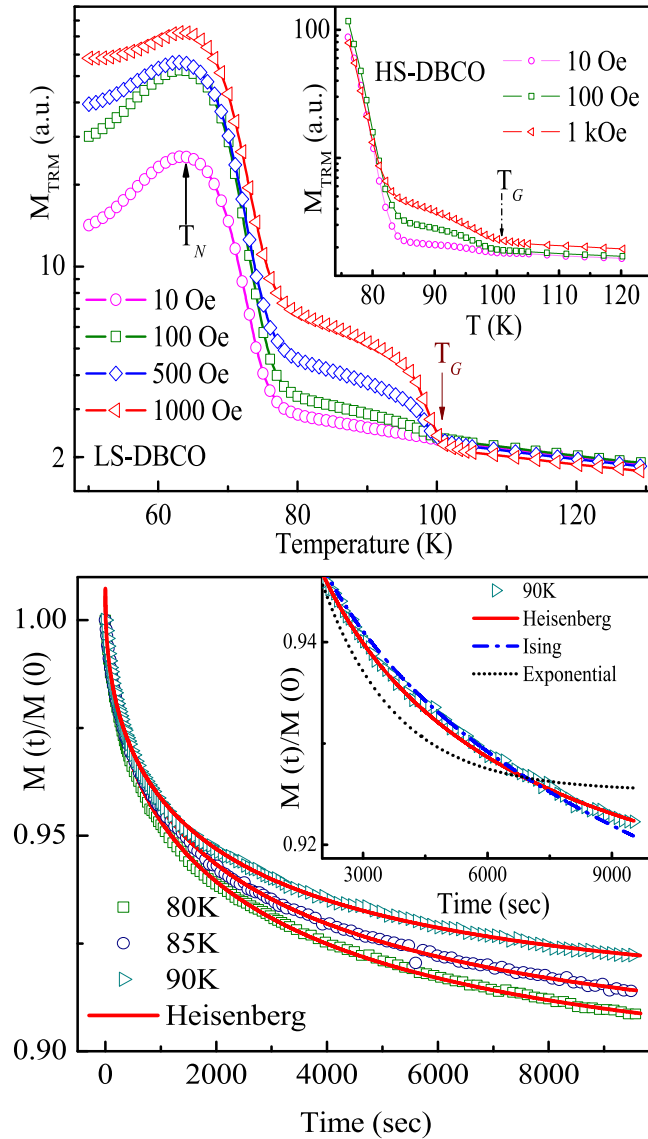 M_TRM (a.u.)
10
2
T_N
10 Oe
100 Oe
500 Oe
1000 Oe
LS-DBCO
T_G
60
80
100
120
Temperature (K)
M_TRM (a.u.)
100
10
HS-DBCO
10 Oe
100 Oe
1 kOe
T_G
80
90
100
110
120
T (K)
M (t)/M (0)
1.00
0.95
0.90
80K
85K
90K
Heisenberg
0
2000
4000
6000
8000
Time (sec)
M (t)/M (0)
0.94
0.92
90K
Heisenberg
Ising
Exponential
3000
6000
9000
Time (sec)